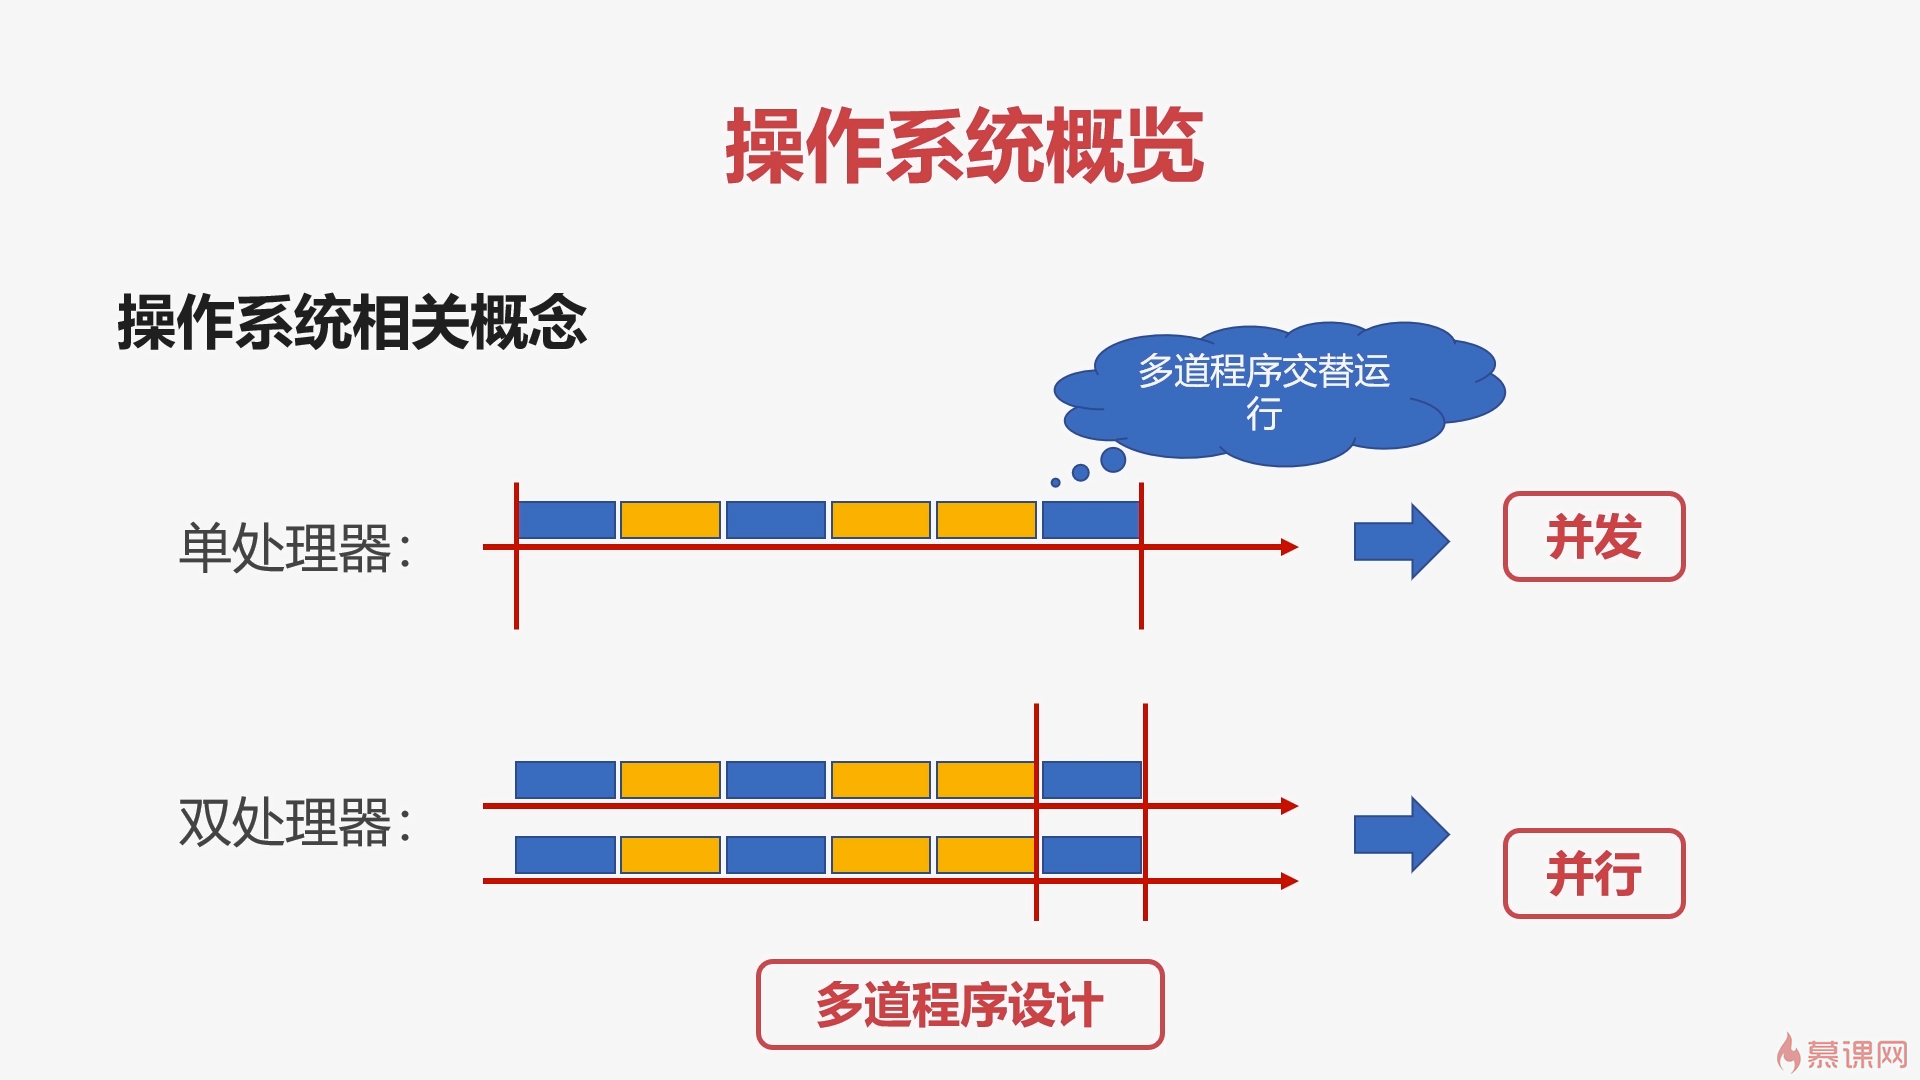 操作系统概览
操作系统相关概念
多道程序交替运
行
单处理器：
并发
双处理器：
并行
多道程序设计
慕课网